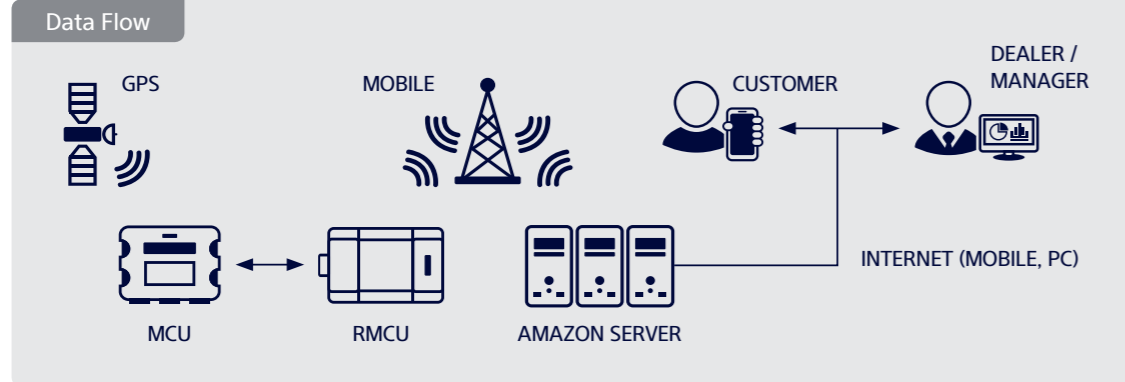 Data Flow
GPS
MOBILE
CUSTOMER
DEALER /
MANAGER
MCU
RMCU
AMAZON SERVER
INTERNET (MOBILE, PC)